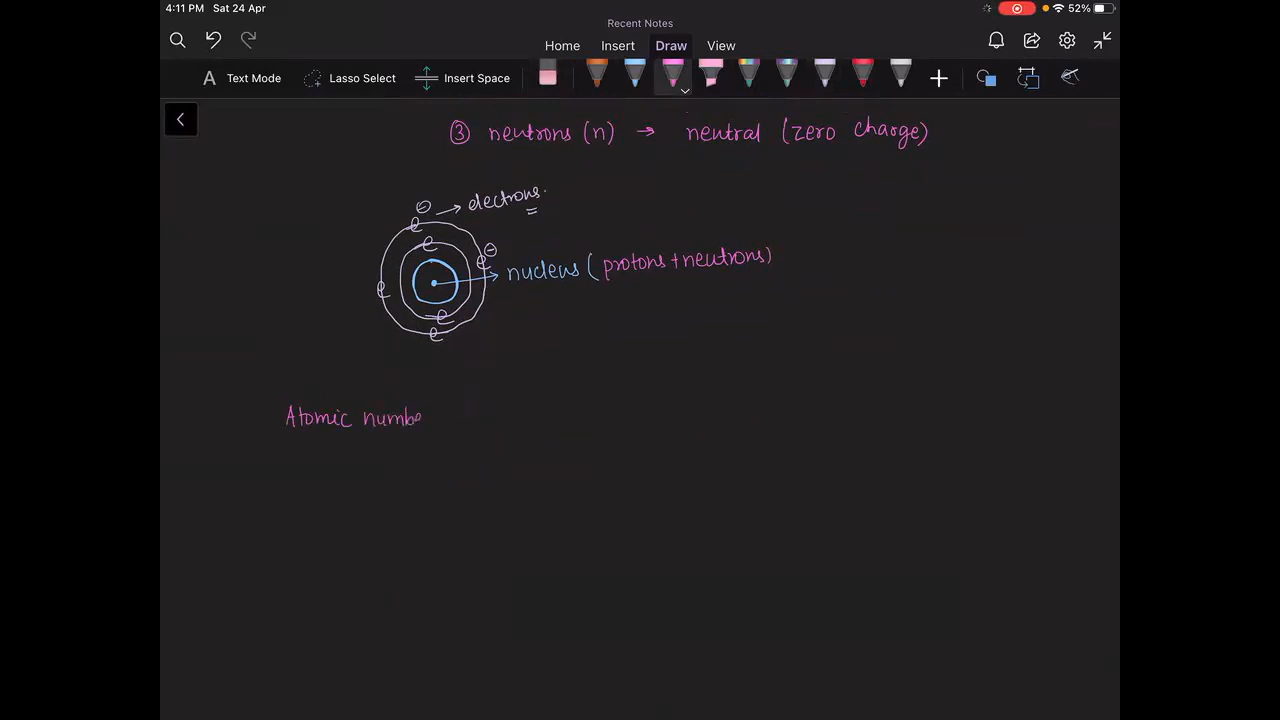 4:11 PM Sat 24 Apr
52%
Recent Notes
Home Insert Draw View
Text Mode Lasso Select Insert Space
③ neutrons (n) → neutral (zero charge)
⊖ → electrons.
e
e
⊖
e
nucleus (protons + neutrons)
e
e
e
Atomic numbe